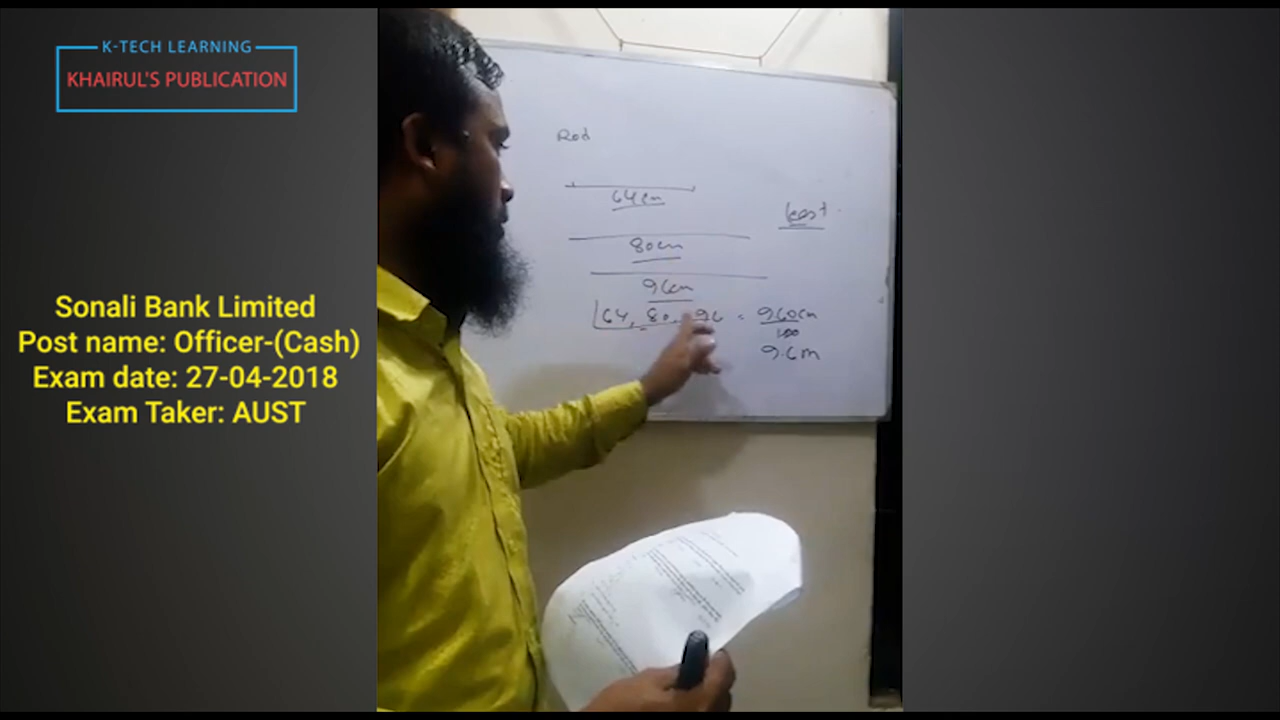 K-TECH LEARNING
KHAIRUL'S PUBLICATION
Sonali Bank Limited
Post name: Officer-(Cash)
Exam date: 27-04-2018
Exam Taker: AUST
Rod
64cm
80cm
96cm
least
64, 80, 96 = 960cm
100
9.6m